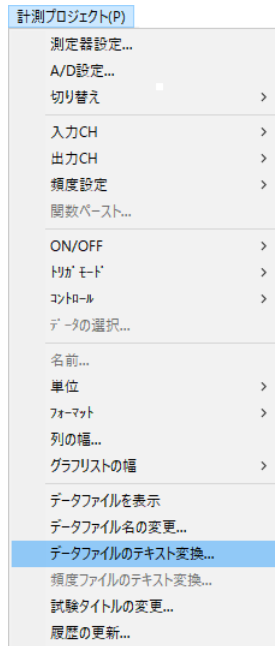 計測プロジェクト(P)
測定器設定...
A/D設定...
切り替え
入力CH
出力CH
頻度設定
関数ペースト...
ON/OFF
ﾄﾘｶﾞﾓｰﾄﾞ
ｺﾝﾄﾛｰﾙ
ﾃﾞｰﾀの選択...
名前...
単位
ﾌｫｰﾏｯﾄ
列の幅...
グラフリストの幅
データファイルを表示
データファイル名の変更...
データファイルのテキスト変換...
頻度ファイルのテキスト変換...
試験タイトルの変更...
履歴の更新...